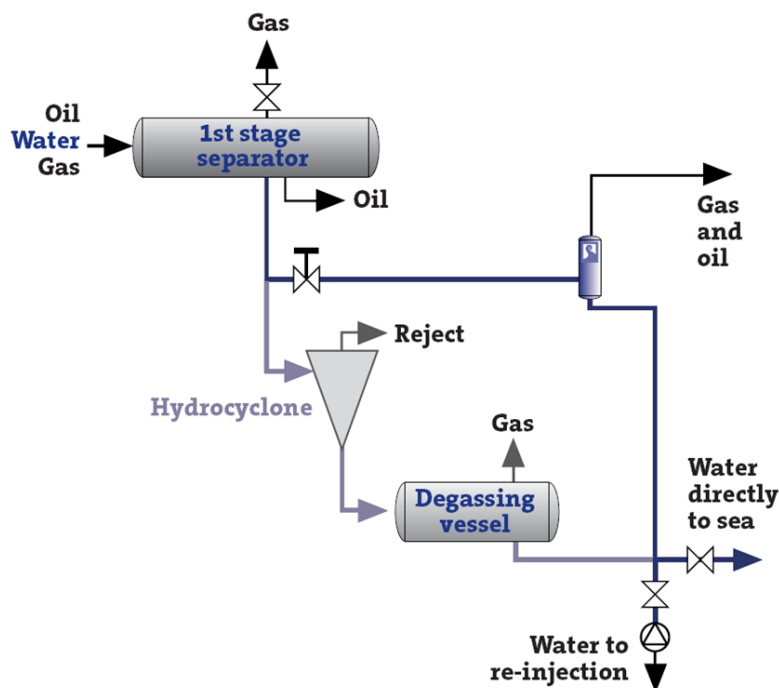 Gas
Oil
Water
Gas
1st stage
separator
Oil
Gas
and
oil
Reject
Hydrocyclone
Gas
Degassing
vessel
Water
directly
to sea
Water to
re-injection